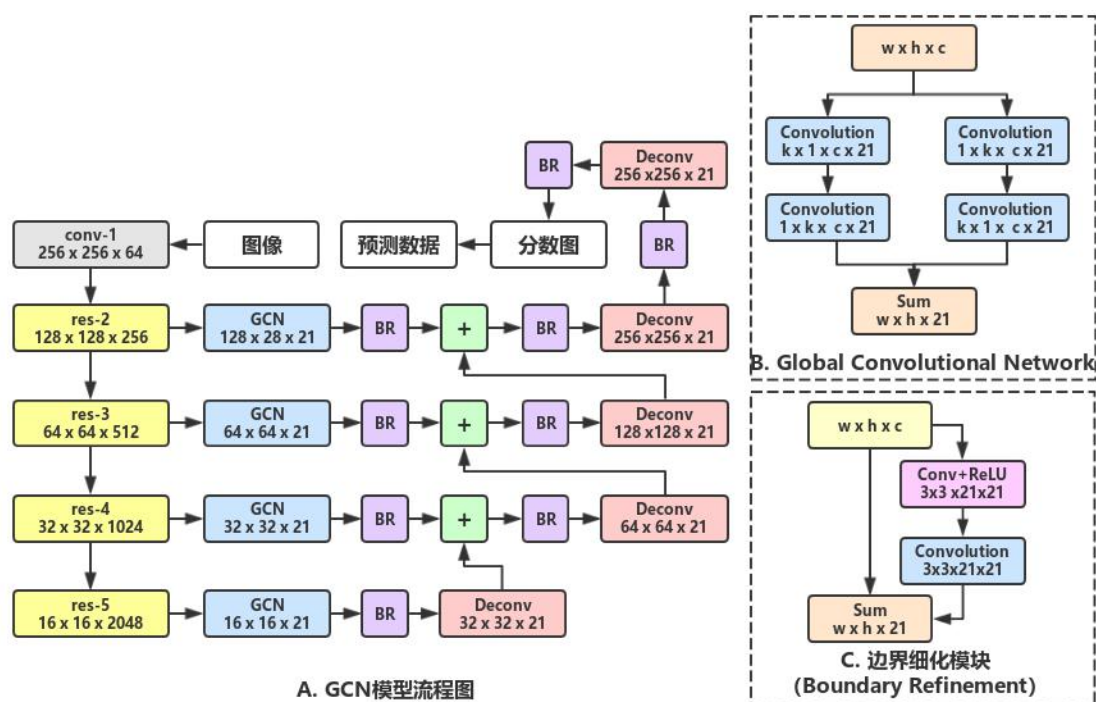 BR
Deconv
256 x256 x 21
conv-1
256 x 256 x 64
图像
预测数据
分数图
BR
res-2
128 x 128 x 256
GCN
128 x 28 x 21
BR
+
BR
Deconv
256 x256 x 21
res-3
64 x 64 x 512
GCN
64 x 64 x 21
BR
+
BR
Deconv
128 x128 x 21
res-4
32 x 32 x 1024
GCN
32 x 32 x 21
BR
+
BR
Deconv
64 x 64 x 21
res-5
16 x 16 x 2048
GCN
16 x 16 x 21
BR
Deconv
32 x 32 x 21
A. GCN模型流程图
w x h x c
Convolution
k x 1 x c x 21
Convolution
1 x k x c x 21
Convolution
1 x k x c x 21
Convolution
k x 1 x c x 21
Sum
w x h x 21
B. Global Convolutional Network
w x h x c
Conv+ReLU
3x3 x21x21
Convolution
3x3x21x21
Sum
w x h x 21
C. 边界细化模块
(Boundary Refinement)